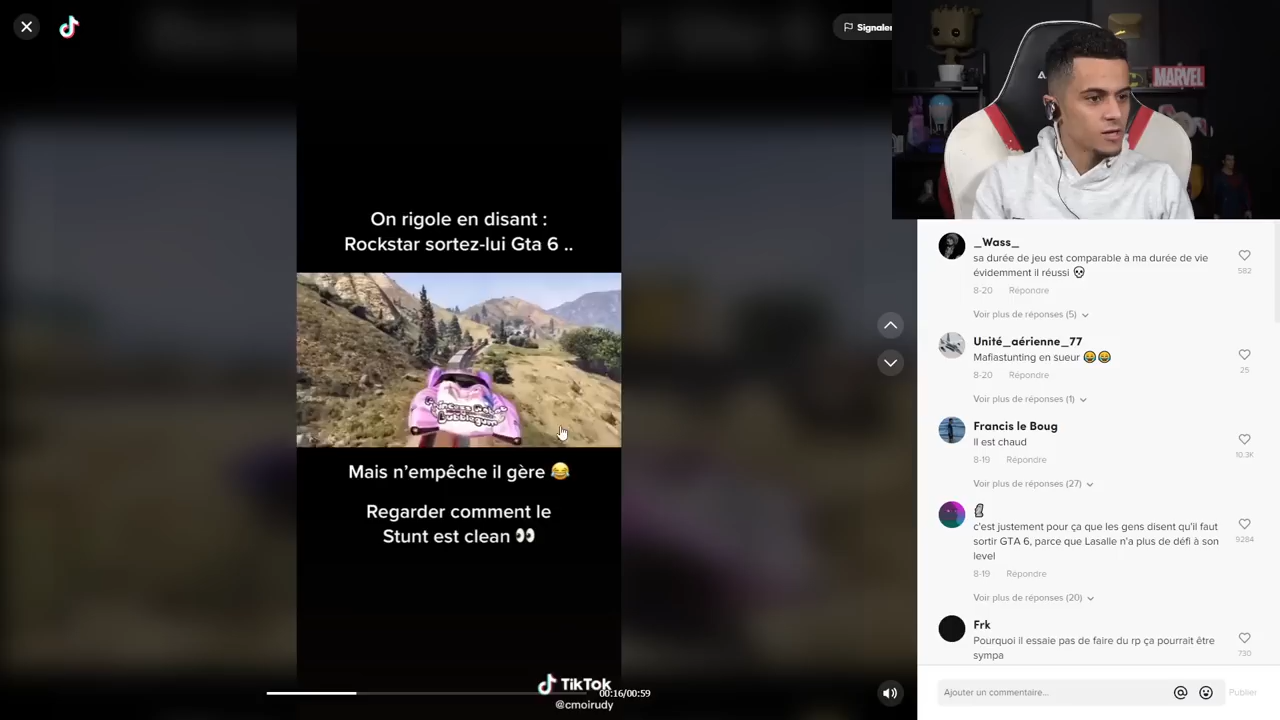 Signaler
MARVEL
On rigole en disant :
Rockstar sortez-lui Gta 6 ..
Princess Robot
Bubblegum
Mais n’empêche il gère 😂
Regarder comment le
Stunt est clean 👀
TikTok
00:16/00:59
@cmoirudy
_Wass_
sa durée de jeu est comparable à ma durée de vie
évidemment il réussi 💀
582
8-20 Répondre
Voir plus de réponses (5)
Unité_aérienne_77
Mafiastunting en sueur 😂😂
25
8-20 Répondre
Voir plus de réponses (1)
Francis le Boug
Il est chaud
10.3K
8-19 Répondre
Voir plus de réponses (27)
c'est justement pour ça que les gens disent qu'il faut
sortir GTA 6, parce que Lasalle n'a plus de défi à son
level
9284
8-19 Répondre
Voir plus de réponses (20)
Frk
Pourquoi il essaie pas de faire du rp ça pourrait être
sympa
730
Ajouter un commentaire...
Publier